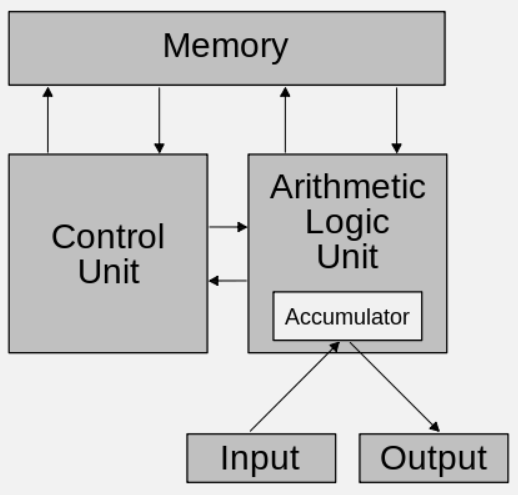 Memory
Control
Unit
Arithmetic
Logic
Unit
Accumulator
Input
Output